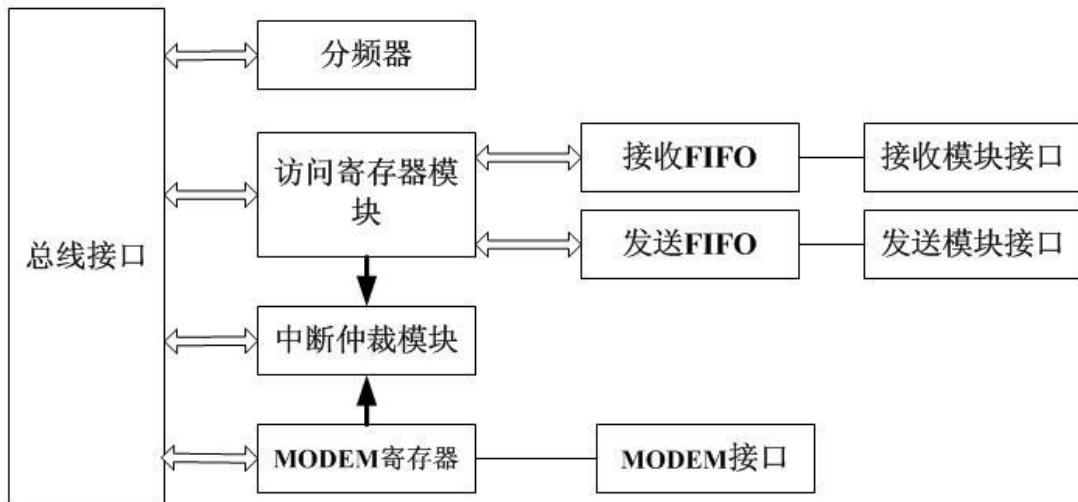 总线接口
分频器
访问寄存器模
块
接收FIFO
接收模块接口
发送FIFO
发送模块接口
中断仲裁模块
MODEM寄存器
MODEM接口